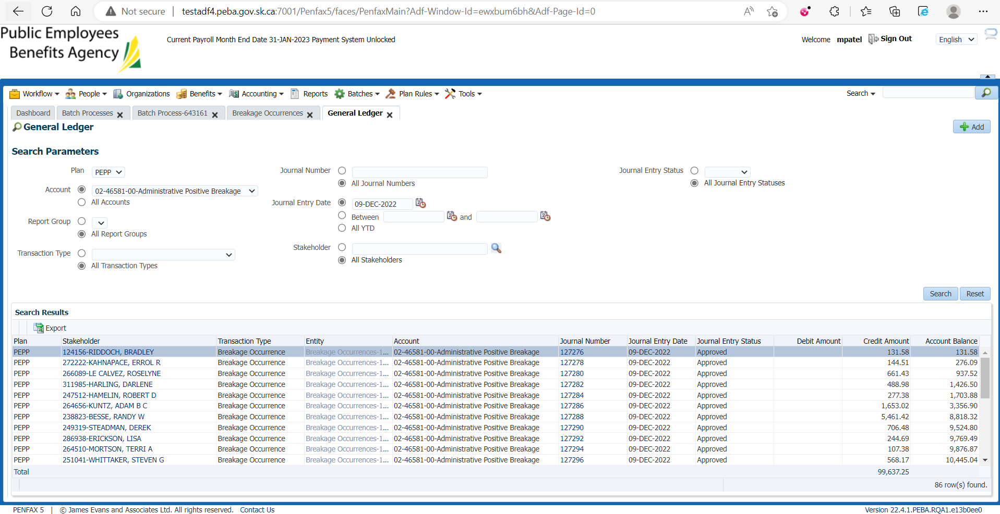 Not secure | testadf4.peba.gov.sk.ca:7001/Penfax5/faces/PenfaxMain?Adf-Window-Id=ewxbum6bh&Adf-Page-Id=0
Public Employees
Benefits Agency
Current Payroll Month End Date 31-JAN-2023 Payment System Unlocked
Welcome mpatel Sign Out English
Workflow People Organizations Benefits Accounting Reports Batches Plan Rules Tools Search
Dashboard Batch Processes Batch Process-643161 Breakage Occurrences General Ledger
General Ledger Add
Search Parameters
Plan PEPP Journal Number Journal Entry Status
All Journal Numbers All Journal Entry Statuses
Account 02-46581-00-Administrative Positive Breakage
All Accounts Journal Entry Date 09-DEC-2022
Between and
Report Group All YTD
All Report Groups
Stakeholder
Transaction Type All Stakeholders
All Transaction Types
Search Reset
Search Results
Export
Plan Stakeholder Transaction Type Entity Account Journal Number Journal Entry Date Journal Entry Status Debit Amount Credit Amount Account Balance
PEPP 124156-RIDDOCH, BRADLEY Breakage Occurrence Breakage Occurrences-1... 02-46581-00-Administrative Positive Breakage 127276 09-DEC-2022 Approved 131.58 131.58
PEPP 272222-KAHNAPACE, ERROL R Breakage Occurrence Breakage Occurrences-1... 02-46581-00-Administrative Positive Breakage 127278 09-DEC-2022 Approved 144.51 276.09
PEPP 266089-LE CALVEZ, ROSELYNE Breakage Occurrence Breakage Occurrences-1... 02-46581-00-Administrative Positive Breakage 127280 09-DEC-2022 Approved 661.43 937.52
PEPP 311985-HARLING, DARLENE Breakage Occurrence Breakage Occurrences-1... 02-46581-00-Administrative Positive Breakage 127282 09-DEC-2022 Approved 488.98 1,426.50
PEPP 247512-HAMELIN, ROBERT D Breakage Occurrence Breakage Occurrences-1... 02-46581-00-Administrative Positive Breakage 127284 09-DEC-2022 Approved 277.38 1,703.88
PEPP 264656-KUNTZ, ADAM B C Breakage Occurrence Breakage Occurrences-1... 02-46581-00-Administrative Positive Breakage 127286 09-DEC-2022 Approved 1,653.02 3,356.90
PEPP 238823-BESSE, RANDY W Breakage Occurrence Breakage Occurrences-1... 02-46581-00-Administrative Positive Breakage 127288 09-DEC-2022 Approved 5,461.42 8,818.32
PEPP 249319-STEADMAN, DEREK Breakage Occurrence Breakage Occurrences-1... 02-46581-00-Administrative Positive Breakage 127290 09-DEC-2022 Approved 706.48 9,524.80
PEPP 286938-ERICKSON, LISA Breakage Occurrence Breakage Occurrences-1... 02-46581-00-Administrative Positive Breakage 127292 09-DEC-2022 Approved 244.69 9,769.49
PEPP 264510-MORTSON, TERRI A Breakage Occurrence Breakage Occurrences-1... 02-46581-00-Administrative Positive Breakage 127294 09-DEC-2022 Approved 107.38 9,876.87
PEPP 251041-WHITTAKER, STEVEN G Breakage Occurrence Breakage Occurrences-1... 02-46581-00-Administrative Positive Breakage 127296 09-DEC-2022 Approved 568.17 10,445.04
Total 99,637.25
86 row(s) found.
PENFAX 5 | © James Evans and Associates Ltd. All rights reserved. Contact Us Version 22.4.1.PEBA.RQA1.e13b0ee0